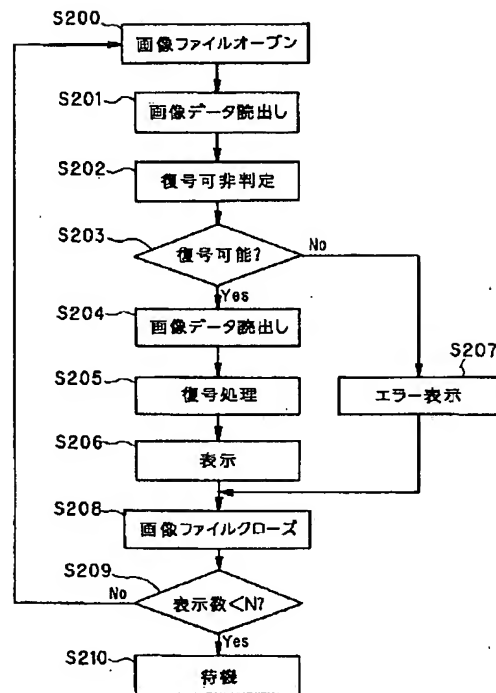 S200
画像ファイルオープン
S201
画像データ読出し
S202
復号可非判定
S203
復号可能?
No
Yes
S204
画像データ読出し
S207
エラー表示
S205
復号処理
S206
表示
S208
画像ファイルクローズ
S209
No
表示数<N?
Yes
S210
待機